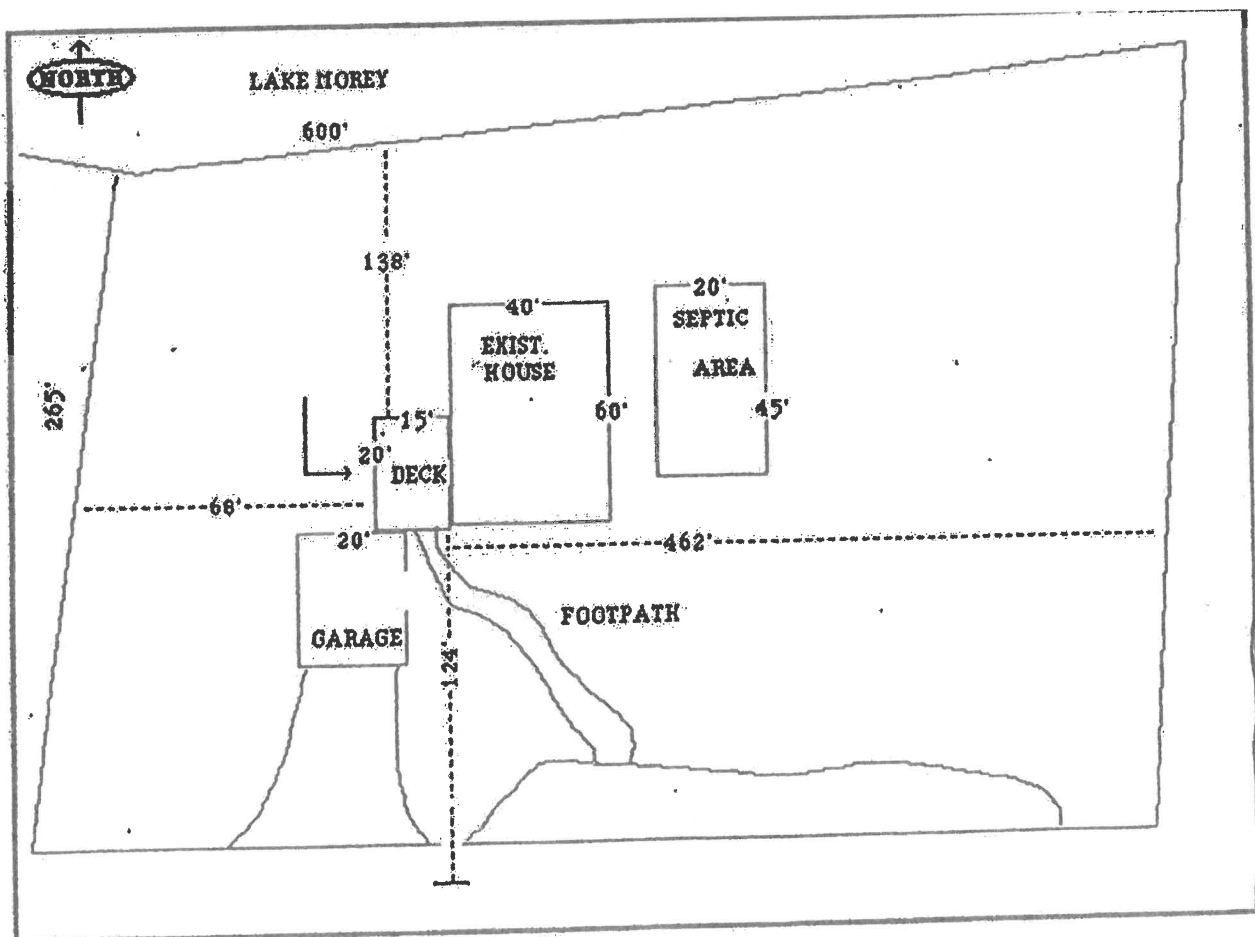 NORTH
LAKE MOREY
600'
138'
265'
40'
EXIST.
HOUSE
60'
20'
SEPTIC
AREA
45'
15'
20'
DECK
68'
462'
20'
GARAGE
124'
FOOTPATH